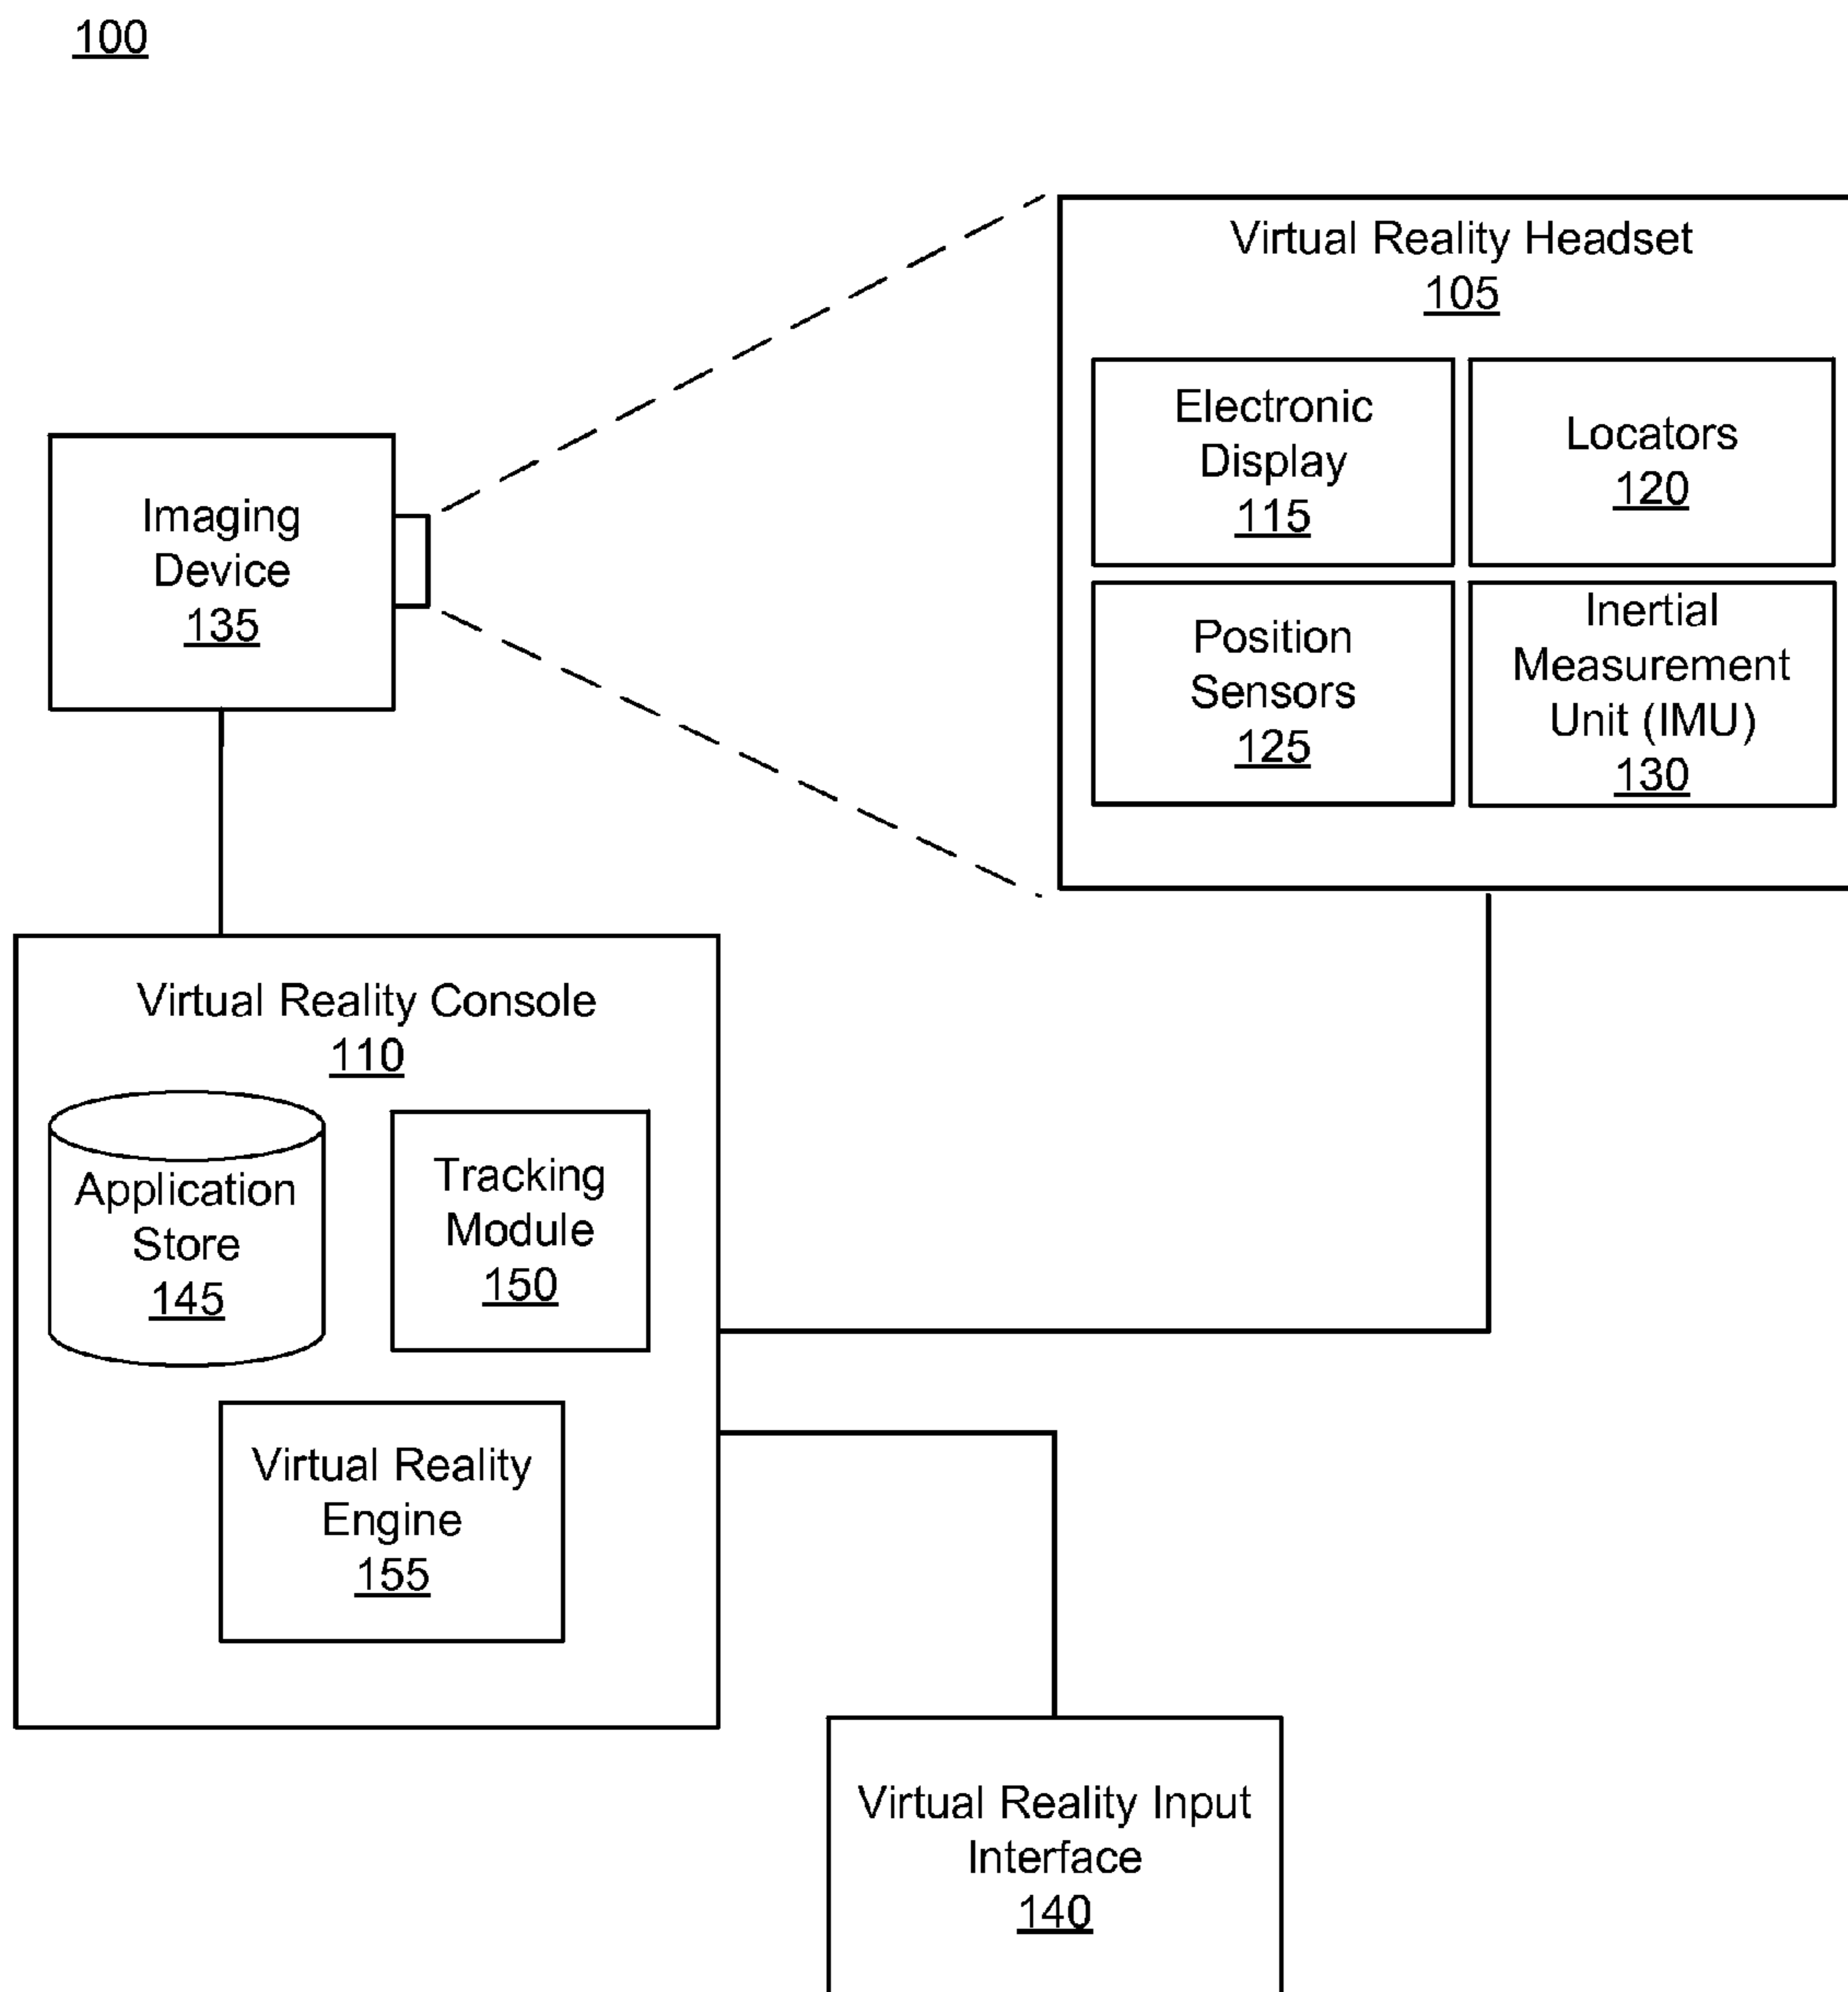 100
Virtual Reality Headset
105
Electronic
Display
115
Locators
120
Position
Sensors
125
Inertial
Measurement
Unit (IMU)
130
Imaging
Device
135
Virtual Reality Console
110
Application
Store
145
Tracking
Module
150
Virtual Reality
Engine
155
Virtual Reality Input
Interface
140